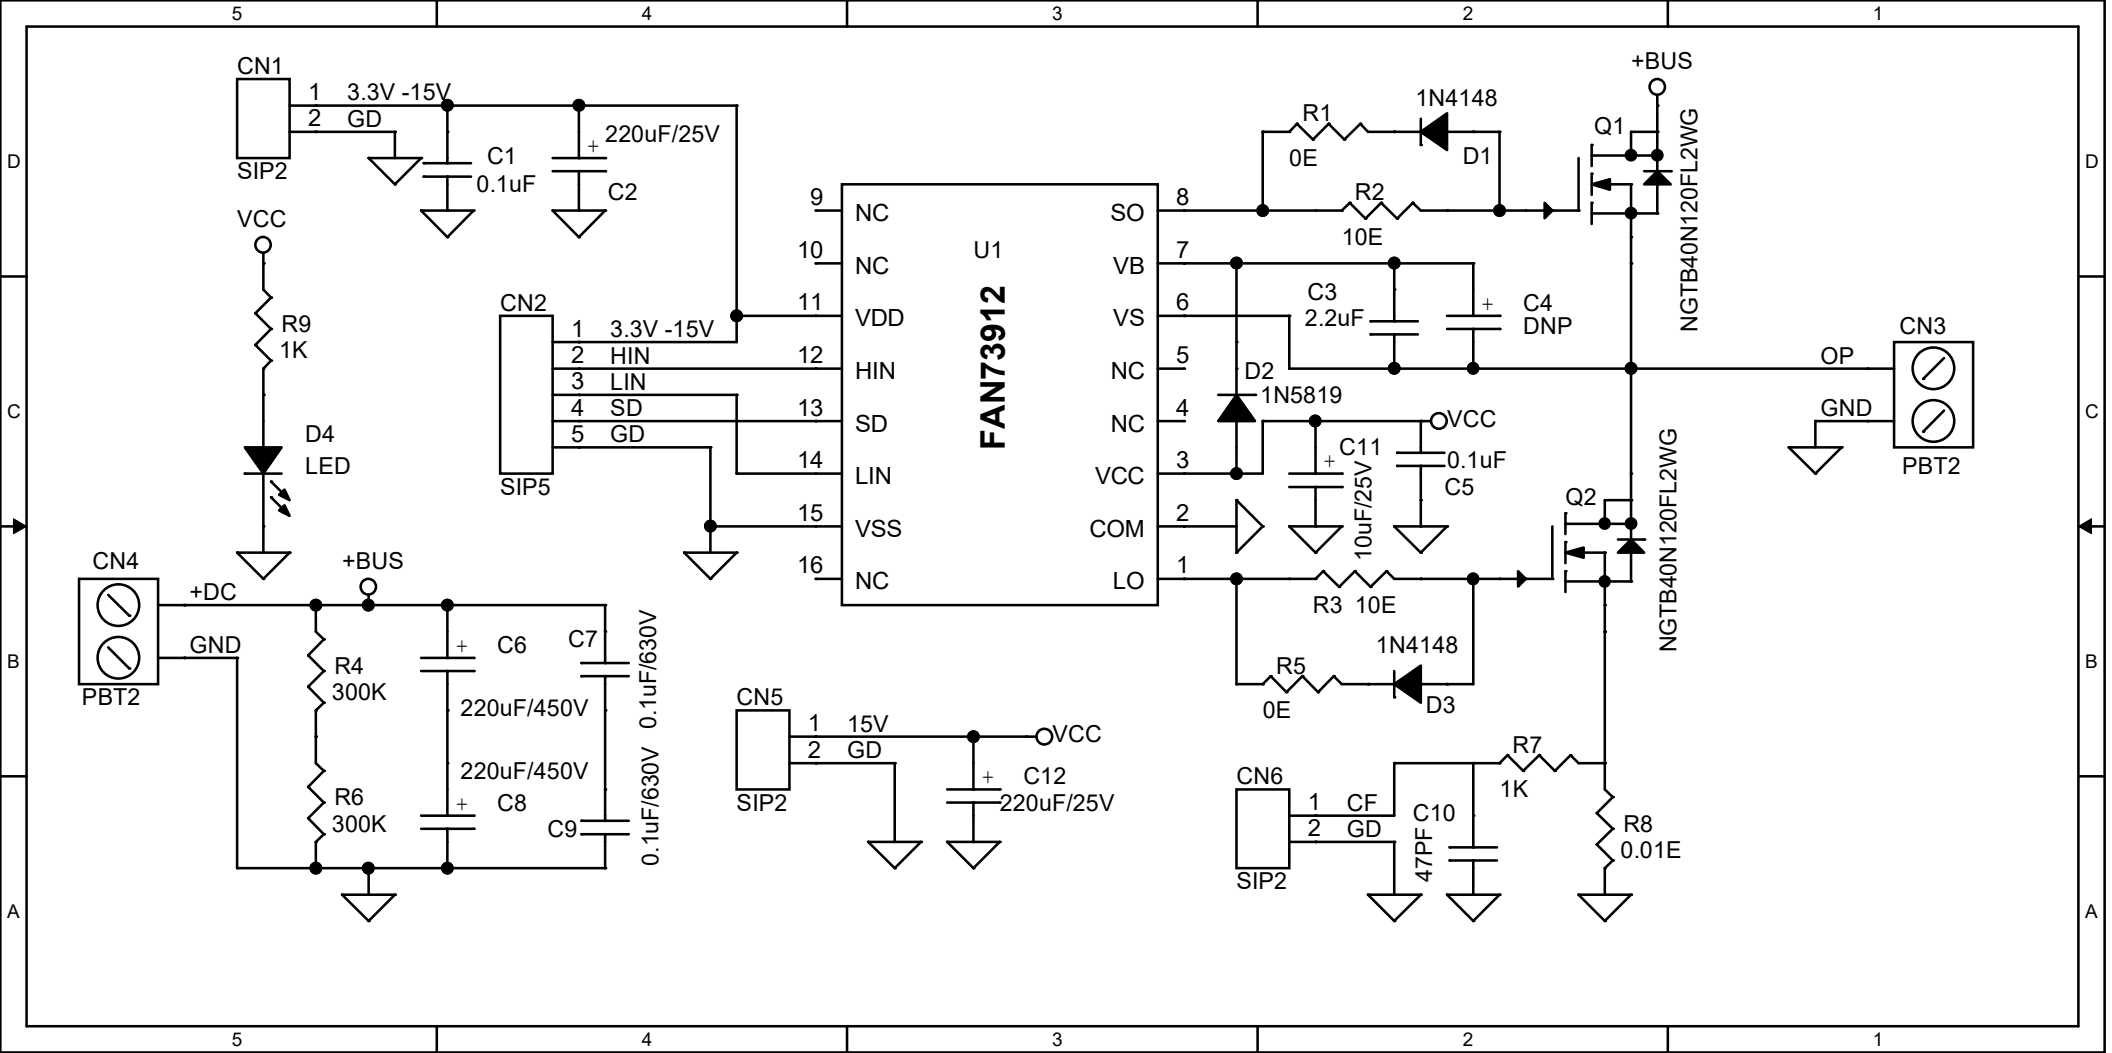 5 4 3 2 1
D
C
B
A
D
C
B
A
5 4 3 2 1
CN1
1 3.3V -15V
2 GD
SIP2
C1
0.1uF
+ 220uF/25V
C2
VCC
R9
1K
D4
LED
CN2
1 3.3V -15V
2 HIN
3 LIN
4 SD
5 GD
SIP5
U1
FAN73912
9 NC
10 NC
11 VDD
12 HIN
13 SD
14 LIN
15 VSS
16 NC
SO 8
VB 7
VS 6
NC 5
NC 4
VCC 3
COM 2
LO 1
R1
0E
1N4148
D1
R2
10E
+BUS
Q1
NGTB40N120FL2WG
C3
2.2uF
+ C4
DNP
D2
1N5819
VCC
+ C11
10uF/25V
0.1uF
C5
CN3
OP
GND
PBT2
Q2
NGTB40N120FL2WG
R3 10E
1N4148
R5
0E
D3
CN4
+DC
GND
PBT2
+BUS
R4
300K
R6
300K
+ C6
220uF/450V
220uF/450V
+ C8
C7
0.1uF/630V
C9
0.1uF/630V
CN5
1 15V
2 GD
SIP2
VCC
+ C12
220uF/25V
CN6
1 CF
2 GD
SIP2
R7
1K
C10
47PF
R8
0.01E